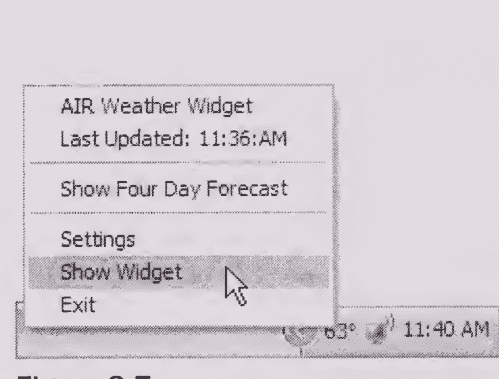 AIR Weather Widget
Last Updated: 11:36:AM
Show Four Day Forecast
Settings
Show Widget
Exit
63° 11:40 AM